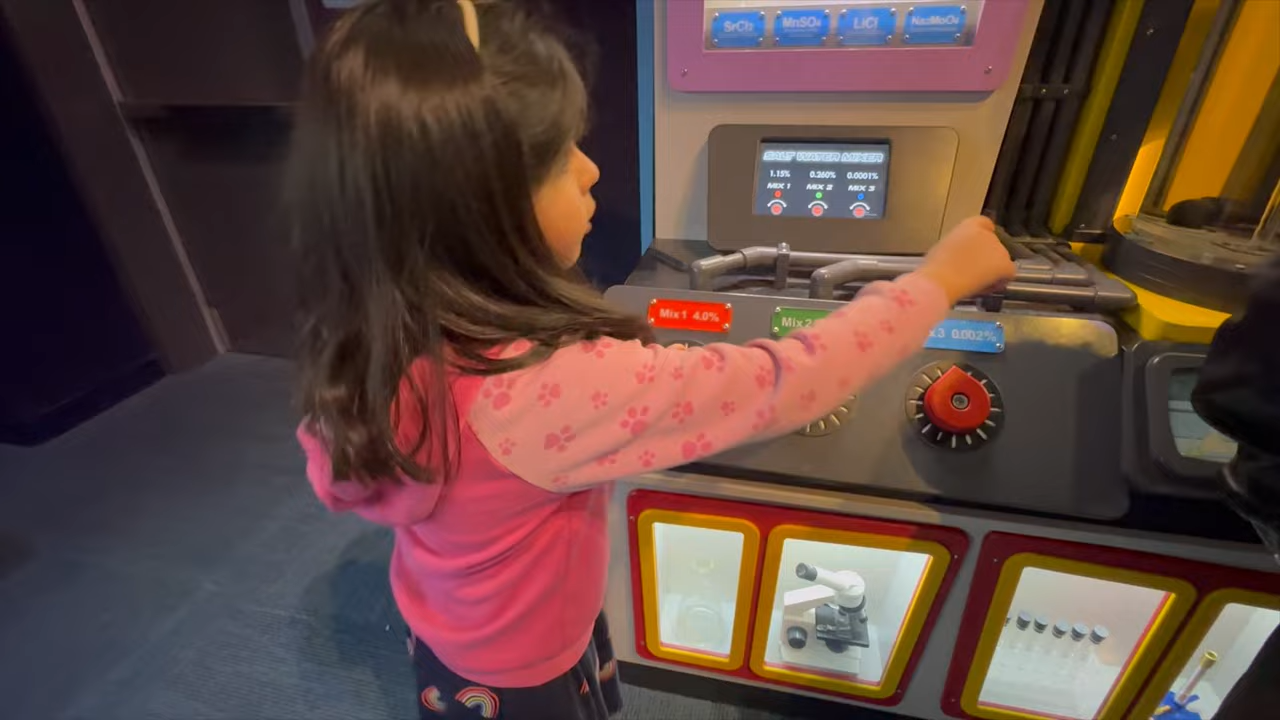 SrCl₂ MnSO₄ LiCl Na₂MoO₄
SALT WATER MIXER
1.15% 0.260% 0.0001%
MIX 1 MIX 2 MIX 3
Mix 1 4.0%
Mix 2
x 3 0.002%